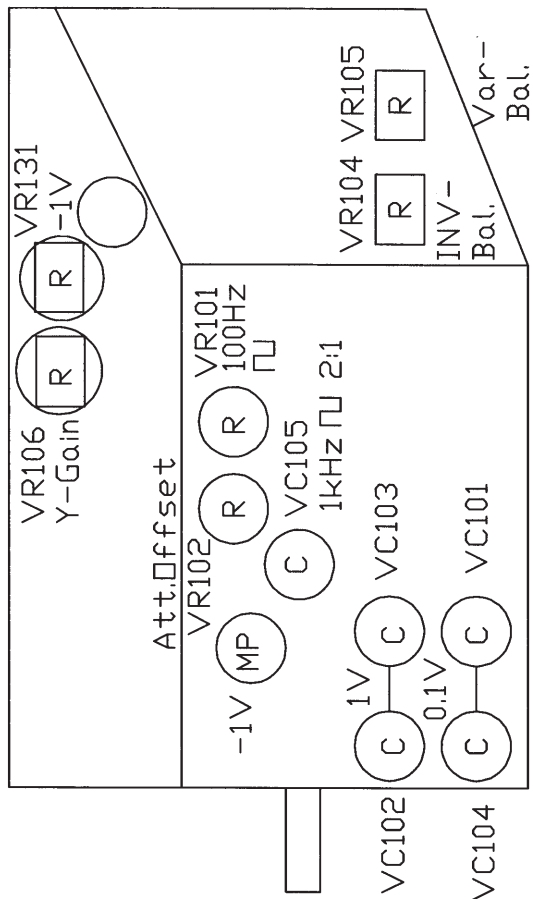 VR131
-1V
R
R
VR106
Y-Gain
VR105
R
VR104
R
Var-
Bal.
INV-
Bal.
VR101
100Hz
R
R
Att.Offset
VR102
VC105
1kHz 2:1
C
MP
-1V
VC103
C
1V
C
VC102
VC101
C
0.1V
C
VC104